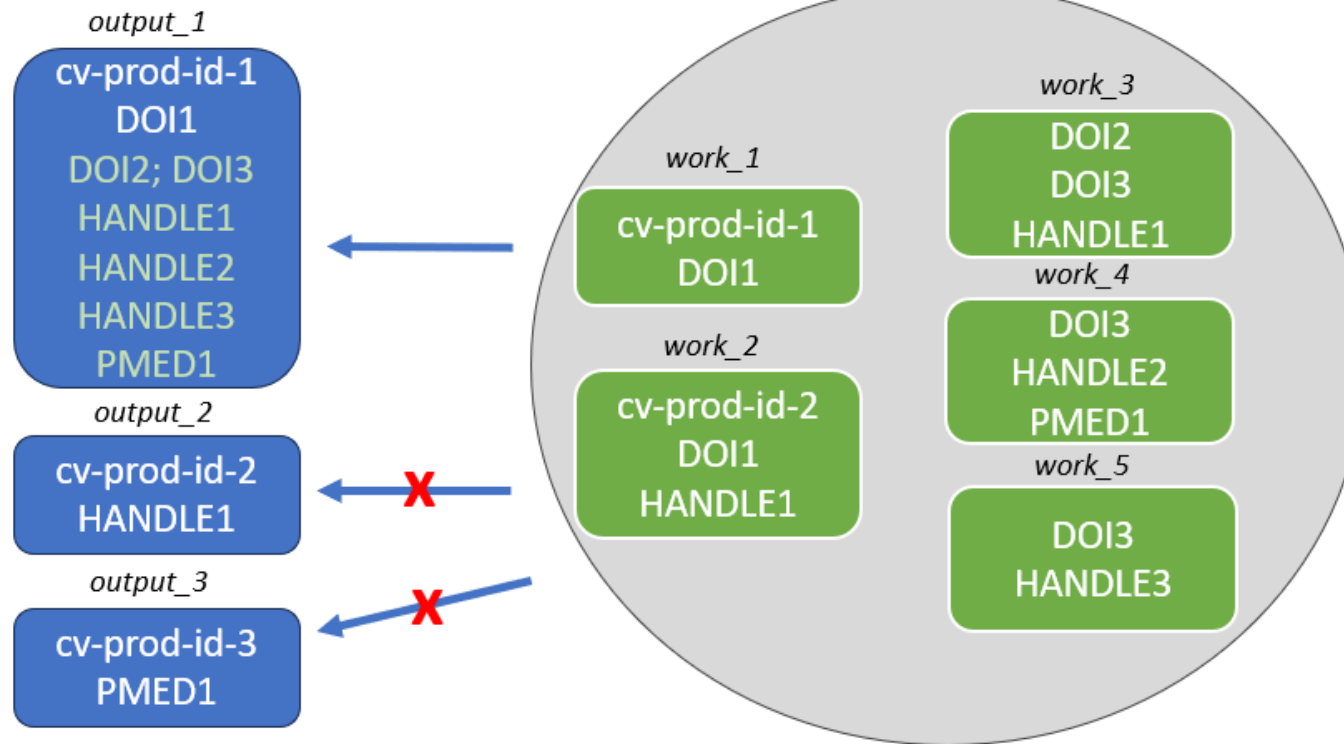 output_1
cv-prod-id-1
DOI1
DOI2; DOI3
HANDLE1
HANDLE2
HANDLE3
PMED1
output_2
cv-prod-id-2
HANDLE1
output_3
cv-prod-id-3
PMED1
X
X
work_1
cv-prod-id-1
DOI1
work_2
cv-prod-id-2
DOI1
HANDLE1
work_3
DOI2
DOI3
HANDLE1
work_4
DOI3
HANDLE2
PMED1
work_5
DOI3
HANDLE3